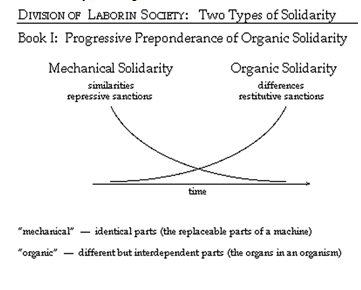 DIVISION OF LABOR IN SOCIETY: Two Types of Solidarity
Book I: Progressive Preponderance of Organic Solidarity
Mechanical Solidarity
similarities
repressive sanctions
Organic Solidarity
differences
restitutive sanctions
time
"mechanical" — identical parts (the replaceable parts of a machine)
"organic" — different but interdependent parts (the organs in an organism)